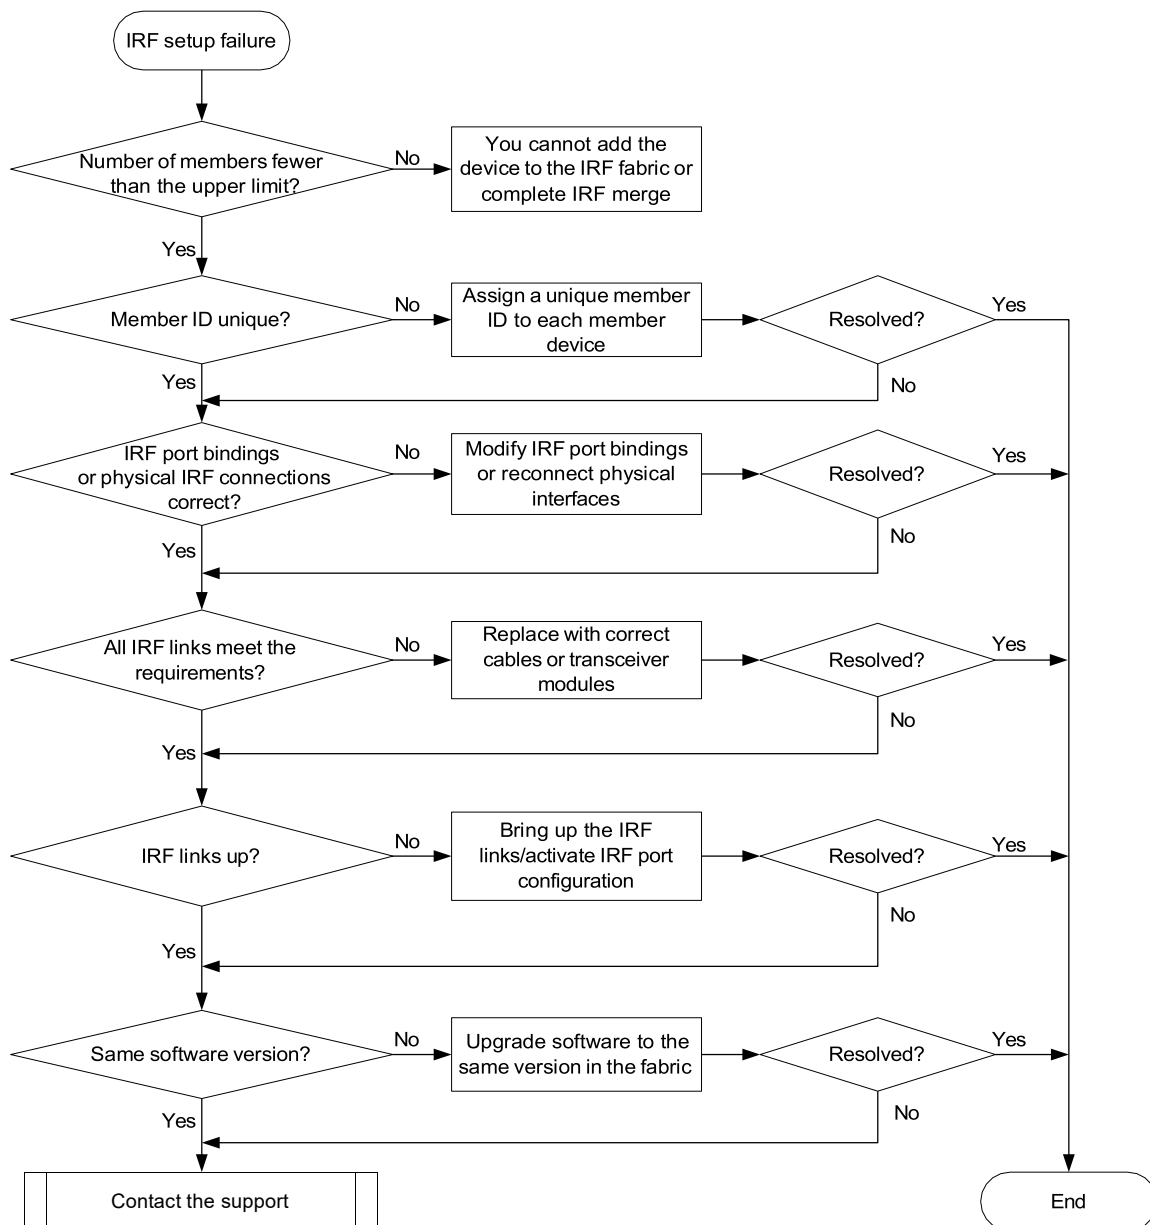 IRF setup failure
Number of members fewer
than the upper limit?
No
You cannot add the
device to the IRF fabric or
complete IRF merge
Yes
Member ID unique?
No
Assign a unique member
ID to each member
device
Resolved?
Yes
No
Yes
IRF port bindings
or physical IRF connections
correct?
No
Modify IRF port bindings
or reconnect physical
interfaces
Resolved?
Yes
No
Yes
All IRF links meet the
requirements?
No
Replace with correct
cables or transceiver
modules
Resolved?
Yes
No
Yes
IRF links up?
No
Bring up the IRF
links/activate IRF port
configuration
Resolved?
Yes
No
Yes
Same software version?
No
Upgrade software to the
same version in the fabric
Resolved?
Yes
No
Yes
Contact the support
End